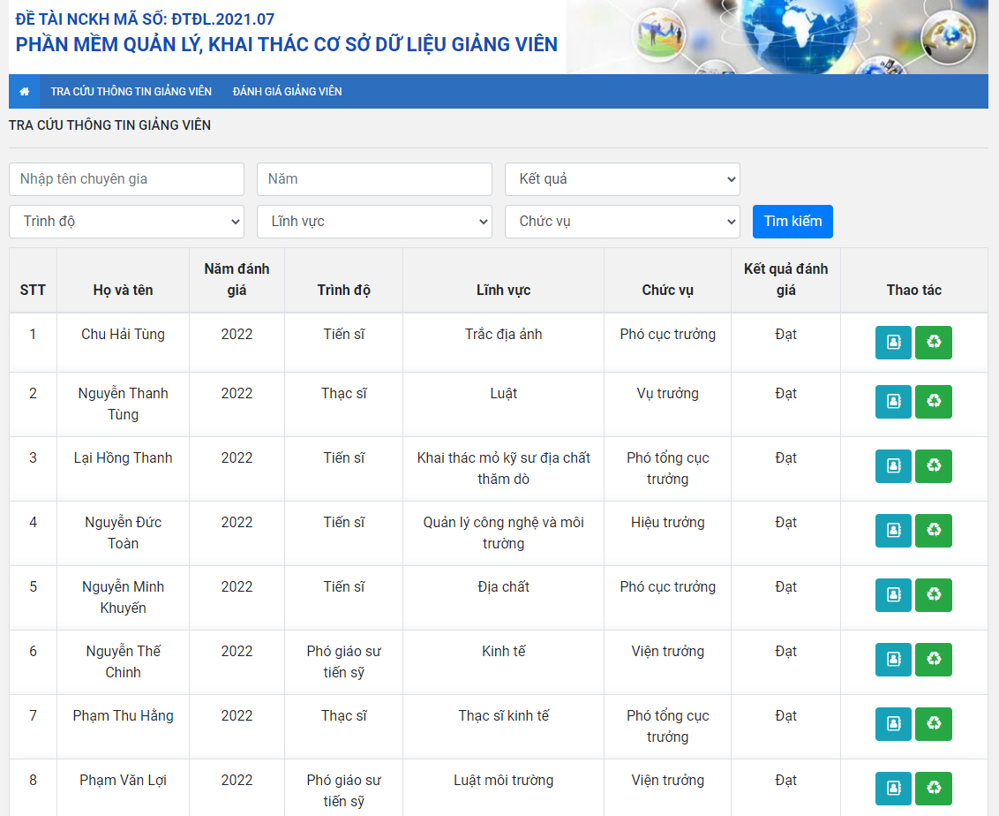 ĐỀ TÀI NCKH MÃ SỐ: ĐTĐL.2021.07
PHẦN MỀM QUẢN LÝ, KHAI THÁC CƠ SỞ DỮ LIỆU GIẢNG VIÊN
TRA CỨU THÔNG TIN GIẢNG VIÊN ĐÁNH GIÁ GIẢNG VIÊN
TRA CỨU THÔNG TIN GIẢNG VIÊN
Nhập tên chuyên gia Năm Kết quả
Trình độ Lĩnh vực Chức vụ Tìm kiếm
Năm đánh Kết quả đánh
STT Họ và tên giá Trình độ Lĩnh vực Chức vụ giá Thao tác
1 Chu Hải Tùng 2022 Tiến sĩ Trắc địa ảnh Phó cục trưởng Đạt
2 Nguyễn Thanh 2022 Thạc sĩ Luật Vụ trưởng Đạt
Tùng
3 Lại Hồng Thanh 2022 Tiến sĩ Khai thác mỏ kỹ sư địa chất Phó tổng cục Đạt
thăm dò trưởng
4 Nguyễn Đức 2022 Tiến sĩ Quản lý công nghệ và môi Hiệu trưởng Đạt
Toàn trường
5 Nguyễn Minh 2022 Tiến sĩ Địa chất Phó cục trưởng Đạt
Khuyến
6 Nguyễn Thế 2022 Phó giáo sư Kinh tế Viện trưởng Đạt
Chinh tiến sỹ
7 Phạm Thu Hằng 2022 Thạc sĩ Thạc sĩ kinh tế Phó tổng cục Đạt
trưởng
8 Phạm Văn Lợi 2022 Phó giáo sư Luật môi trường Viện trưởng Đạt
tiến sỹ